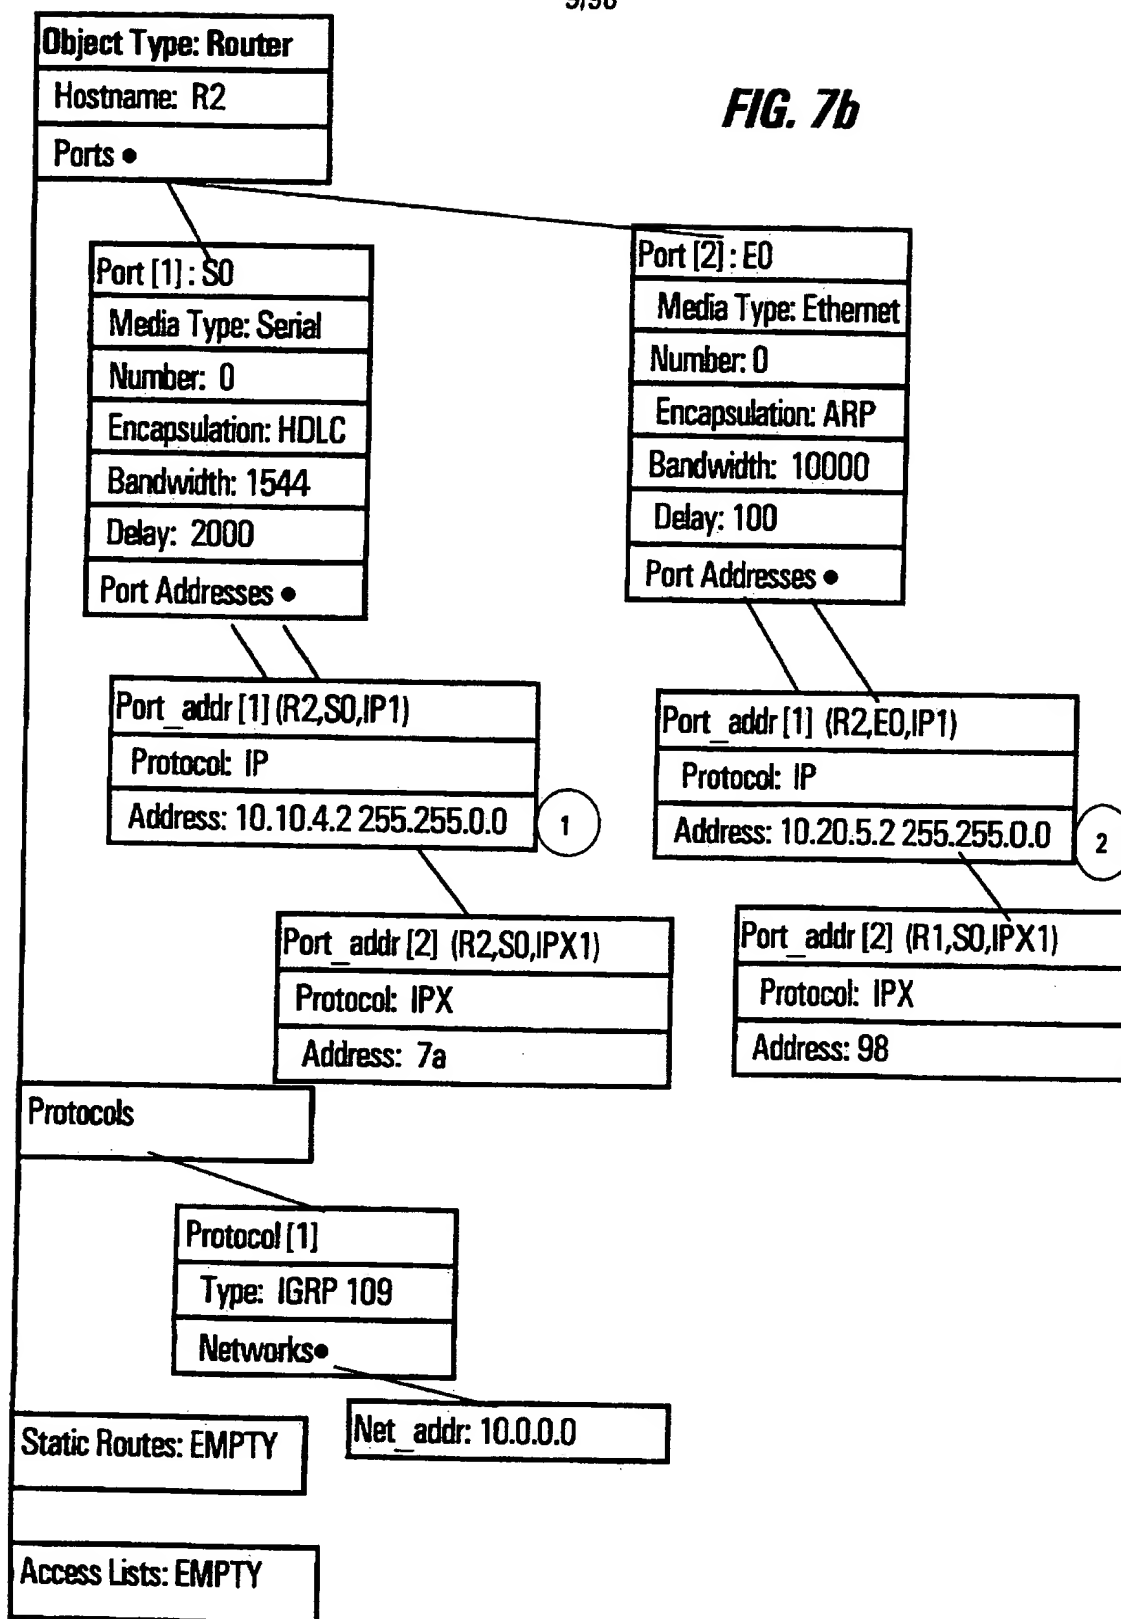 Object Type: Router
Hostname: R2
Ports •
FIG. 7b
Port [1] : S0
Media Type: Serial
Number: 0
Encapsulation: HDLC
Bandwidth: 1544
Delay: 2000
Port Addresses •
Port [2] : E0
Media Type: Ethernet
Number: 0
Encapsulation: ARP
Bandwidth: 10000
Delay: 100
Port Addresses •
Port_addr [1] (R2,S0,IP1)
Protocol: IP
Address: 10.10.4.2 255.255.0.0
1
Port_addr [1] (R2,E0,IP1)
Protocol: IP
Address: 10.20.5.2 255.255.0.0
2
Port_addr [2] (R2,S0,IPX1)
Protocol: IPX
Address: 7a
Port_addr [2] (R1,S0,IPX1)
Protocol: IPX
Address: 98
Protocols
Protocol [1]
Type: IGRP 109
Networks•
Net_addr: 10.0.0.0
Static Routes: EMPTY
Access Lists: EMPTY